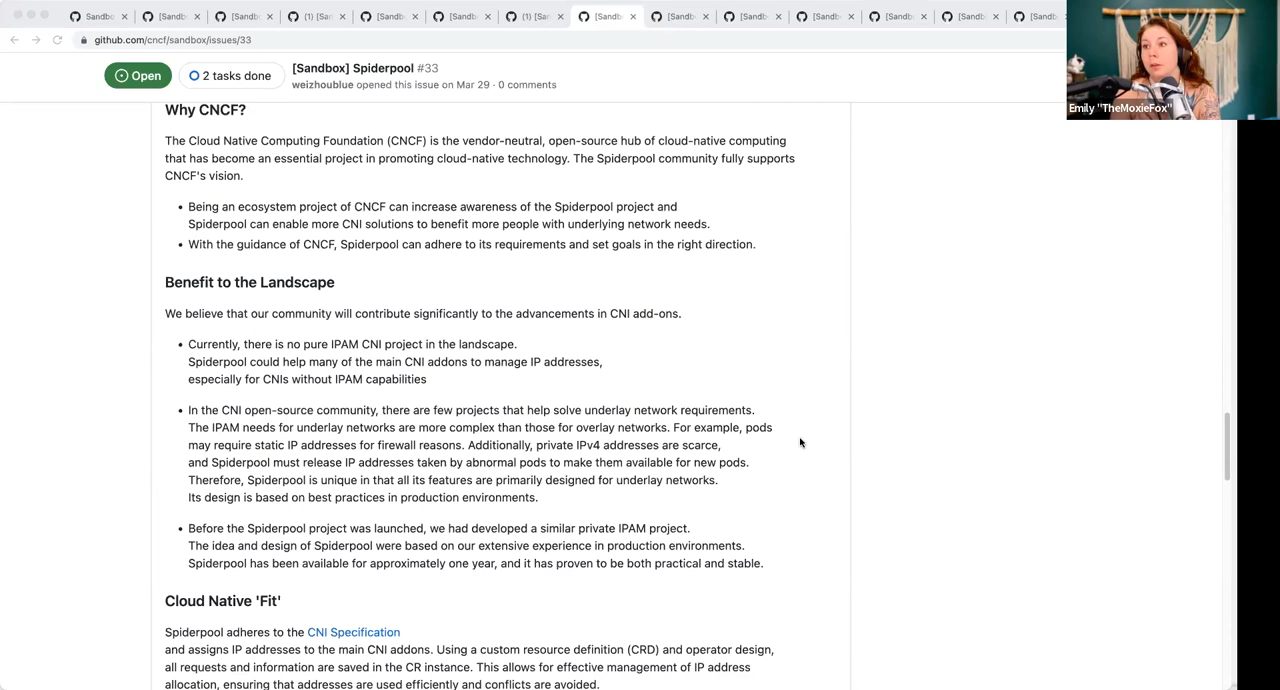 Sandbo × [Sandb × [Sandb × (1) [San × [Sandb × [Sandb × (1) [San × [Sandb × [Sandb × [Sandb × [Sandb × [Sandb × [Sandb × [Sandb
github.com/cncf/sandbox/issues/33
Emily "TheMoxieFox"
Open
2 tasks done
[Sandbox] Spiderpool #33
weizhoublue opened this issue on Mar 29 · 0 comments
Why CNCF?
The Cloud Native Computing Foundation (CNCF) is the vendor-neutral, open-source hub of cloud-native computing
that has become an essential project in promoting cloud-native technology. The Spiderpool community fully supports
CNCF's vision.
• Being an ecosystem project of CNCF can increase awareness of the Spiderpool project and
Spiderpool can enable more CNI solutions to benefit more people with underlying network needs.
• With the guidance of CNCF, Spiderpool can adhere to its requirements and set goals in the right direction.
Benefit to the Landscape
We believe that our community will contribute significantly to the advancements in CNI add-ons.
• Currently, there is no pure IPAM CNI project in the landscape.
Spiderpool could help many of the main CNI addons to manage IP addresses,
especially for CNIs without IPAM capabilities
• In the CNI open-source community, there are few projects that help solve underlay network requirements.
The IPAM needs for underlay networks are more complex than those for overlay networks. For example, pods
may require static IP addresses for firewall reasons. Additionally, private IPv4 addresses are scarce,
and Spiderpool must release IP addresses taken by abnormal pods to make them available for new pods.
Therefore, Spiderpool is unique in that all its features are primarily designed for underlay networks.
Its design is based on best practices in production environments.
• Before the Spiderpool project was launched, we had developed a similar private IPAM project.
The idea and design of Spiderpool were based on our extensive experience in production environments.
Spiderpool has been available for approximately one year, and it has proven to be both practical and stable.
Cloud Native 'Fit'
Spiderpool adheres to the CNI Specification
and assigns IP addresses to the main CNI addons. Using a custom resource definition (CRD) and operator design,
all requests and information are saved in the CR instance. This allows for effective management of IP address
allocation, ensuring that addresses are used efficiently and conflicts are avoided.